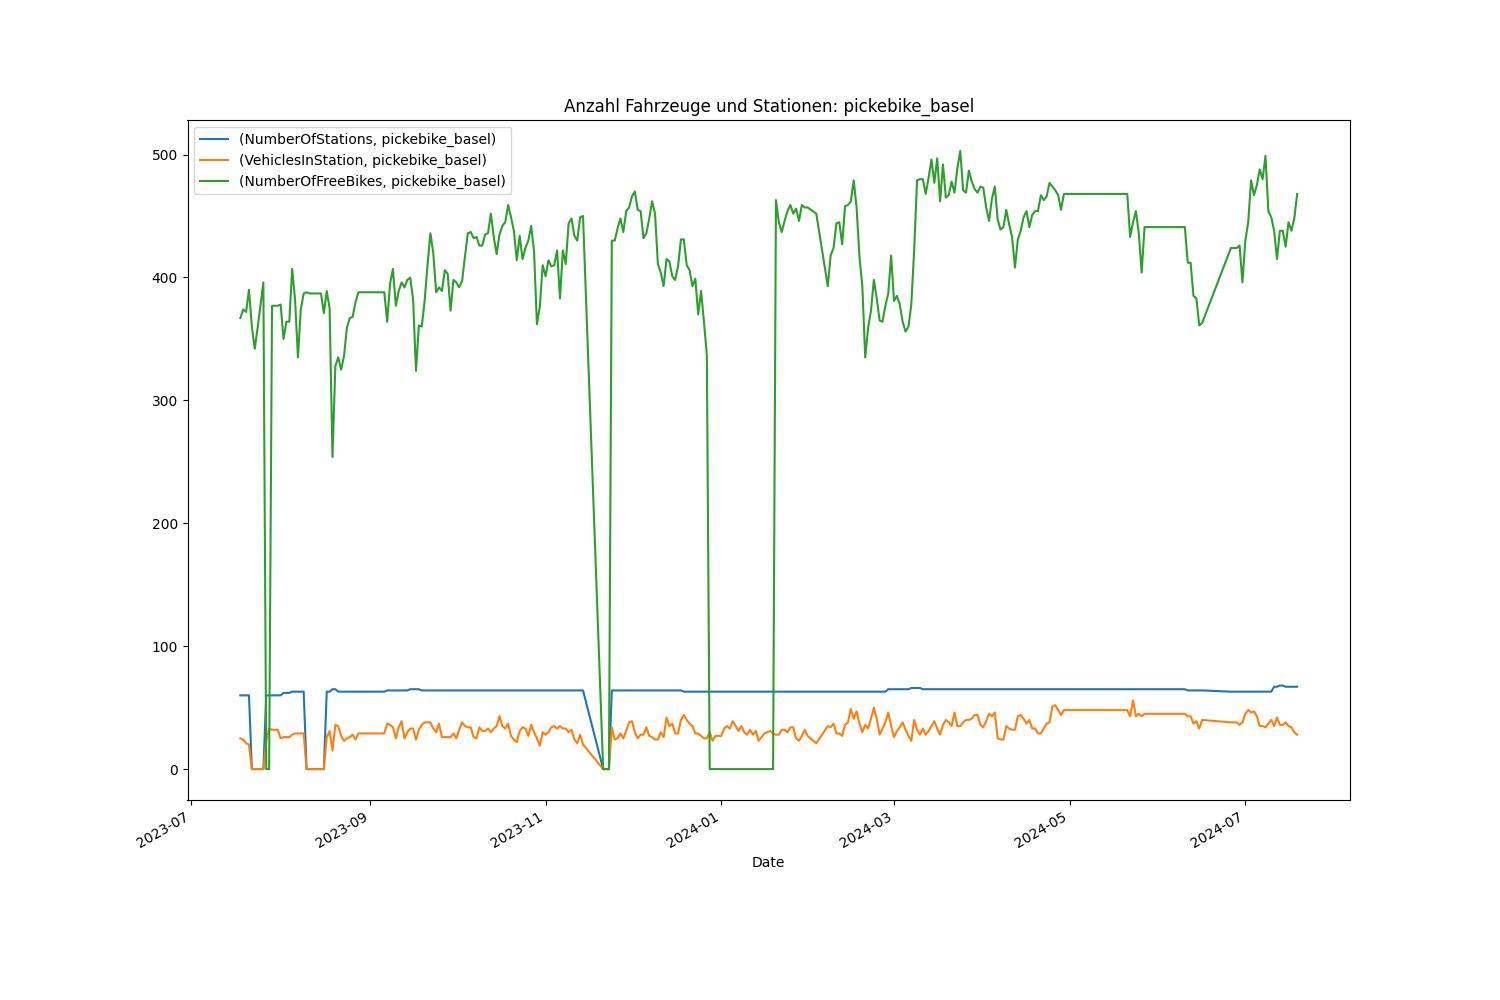 Anzahl Fahrzeuge und Stationen: pickebike_basel
(NumberOfStations, pickebike_basel)
(VehiclesInStation, pickebike_basel)
(NumberOfFreeBikes, pickebike_basel)
500
400
300
200
100
0
2023-07
2023-09
2023-11
2024-01
2024-03
2024-05
2024-07
Date